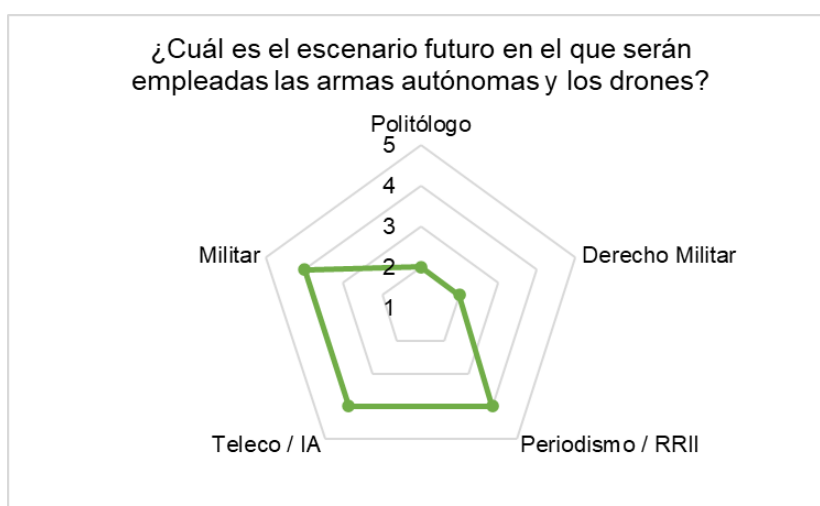 ¿Cuál es el escenario futuro en el que serán
empleadas las armas autónomas y los drones?
Politólogo
5
4
3
2
1
Militar
Derecho Militar
Teleco / IA
Periodismo / RRII